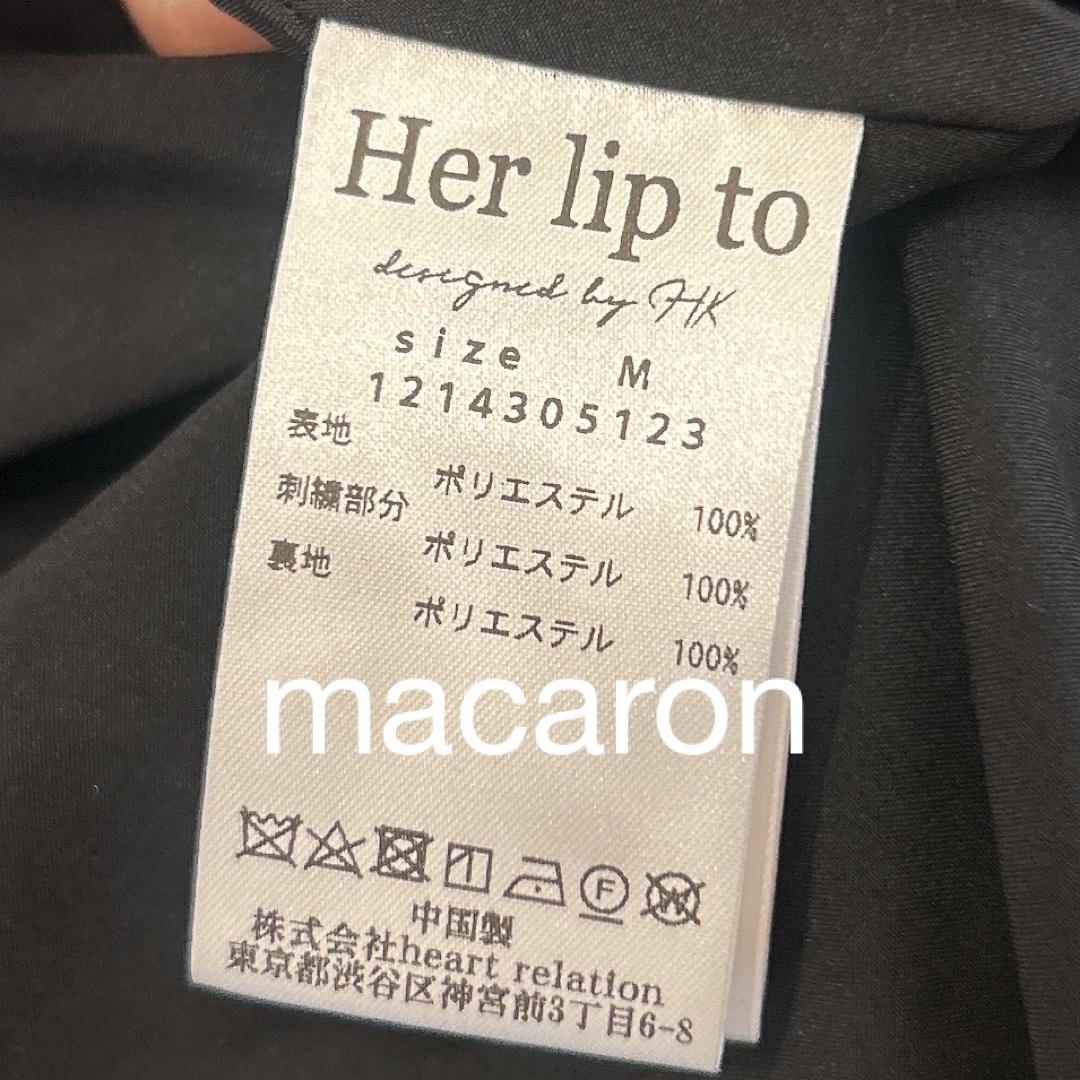 Her lip to
designed by HK
size M
1214305123
表地
ポリエステル 100%
刺繍部分
ポリエステル 100%
裏地
ポリエステル 100%
macaron
F
W
中国製
株式会社heart relation
東京都渋谷区神宮前3丁目6-8